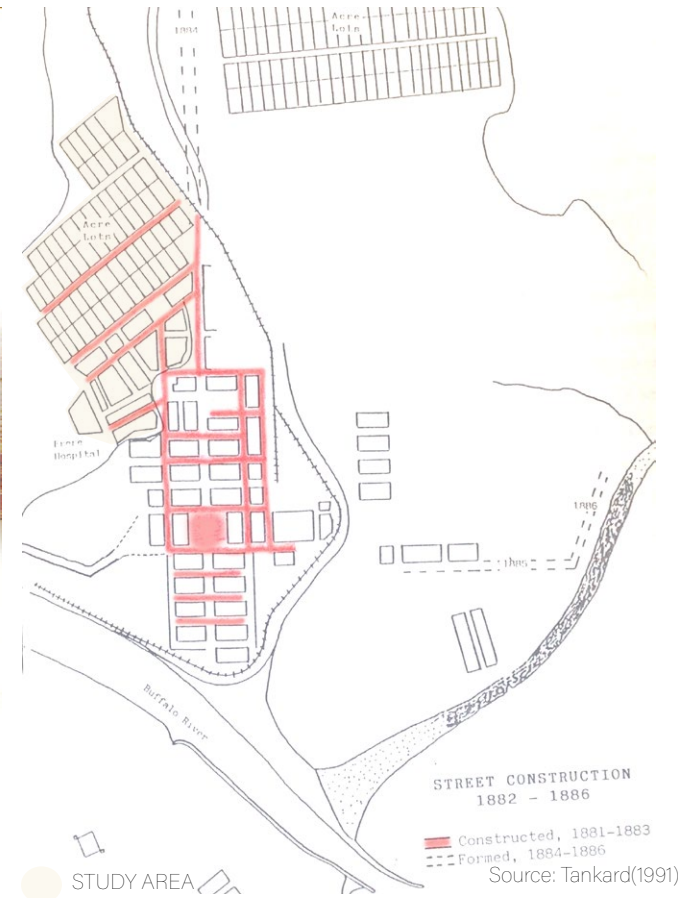 1884
Acre
Lots
Acre
Lots
Frere
Hospital
1886
1885
Buffalo River
STREET CONSTRUCTION
1882 - 1886
Constructed, 1881-1883
Formed, 1884-1886
STUDY AREA
Source: Tankard(1991)